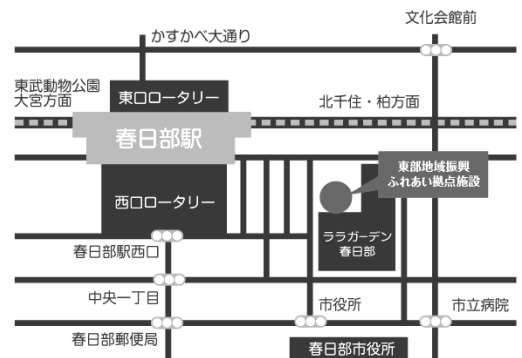 文化会館前
かすかべ大通り
東武動物公園
大宮方面
東口ロータリー
北千住・柏方面
春日部駅
東部地域振興
ふれあい拠点施設
西口ロータリー
ララガーデン
春日部
春日部駅西口
中央一丁目
市役所
市立病院
春日部郵便局
春日部市役所